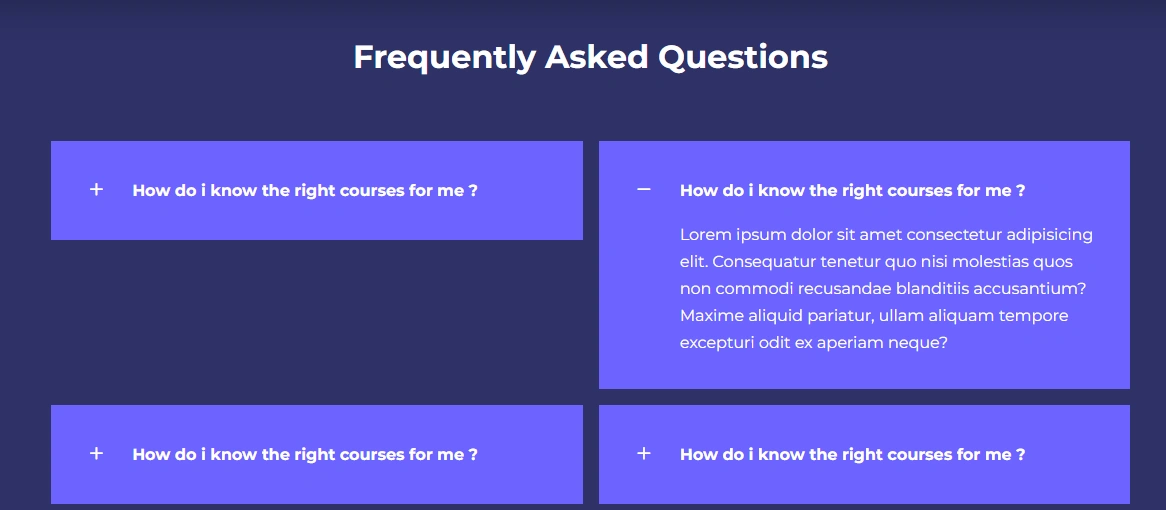 Frequently Asked Questions
+ How do i know the right courses for me ?
− How do i know the right courses for me ?
Lorem ipsum dolor sit amet consectetur adipisicing
elit. Consequatur tenetur quo nisi molestias quos
non commodi recusandae blanditiis accusantium?
Maxime aliquid pariatur, ullam aliquam tempore
excepturi odit ex aperiam neque?
+ How do i know the right courses for me ?
+ How do i know the right courses for me ?